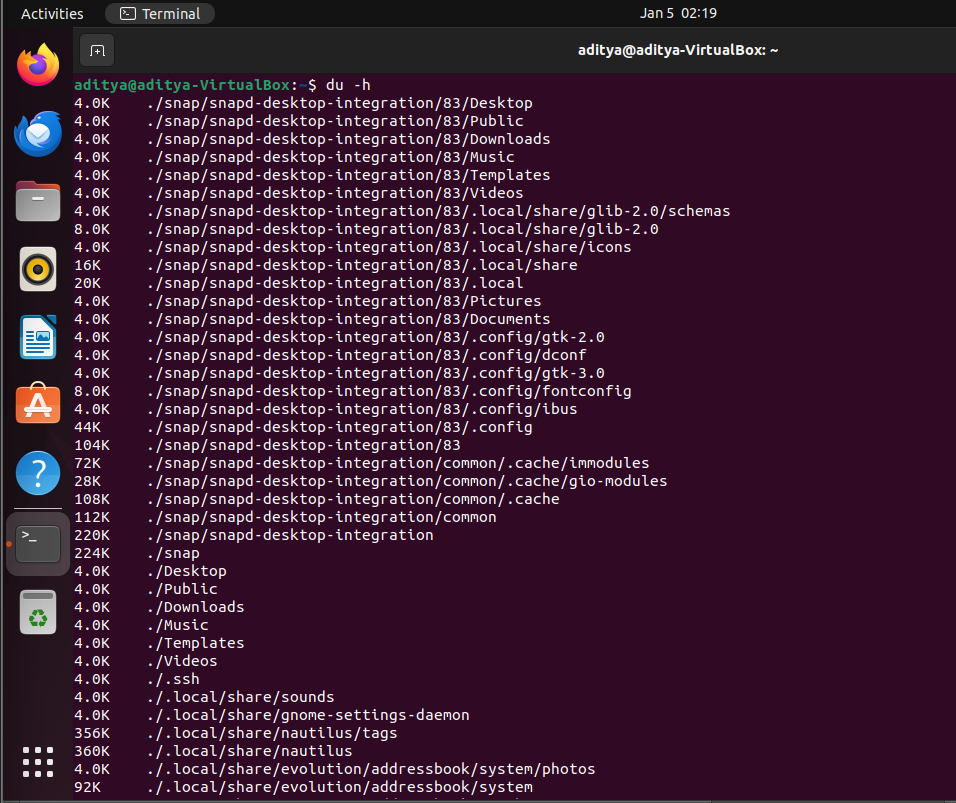 Activities Terminal Jan 5 02:19
aditya@aditya-VirtualBox: ~
aditya@aditya-VirtualBox:~$ du -h
4.0K ./snap/snapd-desktop-integration/83/Desktop
4.0K ./snap/snapd-desktop-integration/83/Public
4.0K ./snap/snapd-desktop-integration/83/Downloads
4.0K ./snap/snapd-desktop-integration/83/Music
4.0K ./snap/snapd-desktop-integration/83/Templates
4.0K ./snap/snapd-desktop-integration/83/Videos
4.0K ./snap/snapd-desktop-integration/83/.local/share/glib-2.0/schemas
8.0K ./snap/snapd-desktop-integration/83/.local/share/glib-2.0
4.0K ./snap/snapd-desktop-integration/83/.local/share/icons
16K ./snap/snapd-desktop-integration/83/.local/share
20K ./snap/snapd-desktop-integration/83/.local
4.0K ./snap/snapd-desktop-integration/83/Pictures
4.0K ./snap/snapd-desktop-integration/83/Documents
4.0K ./snap/snapd-desktop-integration/83/.config/gtk-2.0
4.0K ./snap/snapd-desktop-integration/83/.config/dconf
4.0K ./snap/snapd-desktop-integration/83/.config/gtk-3.0
8.0K ./snap/snapd-desktop-integration/83/.config/fontconfig
4.0K ./snap/snapd-desktop-integration/83/.config/ibus
44K ./snap/snapd-desktop-integration/83/.config
104K ./snap/snapd-desktop-integration/83
72K ./snap/snapd-desktop-integration/common/.cache/immodules
28K ./snap/snapd-desktop-integration/common/.cache/gio-modules
108K ./snap/snapd-desktop-integration/common/.cache
112K ./snap/snapd-desktop-integration/common
220K ./snap/snapd-desktop-integration
224K ./snap
4.0K ./Desktop
4.0K ./Public
4.0K ./Downloads
4.0K ./Music
4.0K ./Templates
4.0K ./Videos
4.0K ./.ssh
4.0K ./.local/share/sounds
4.0K ./.local/share/gnome-settings-daemon
356K ./.local/share/nautilus/tags
360K ./.local/share/nautilus
4.0K ./.local/share/evolution/addressbook/system/photos
92K ./.local/share/evolution/addressbook/system